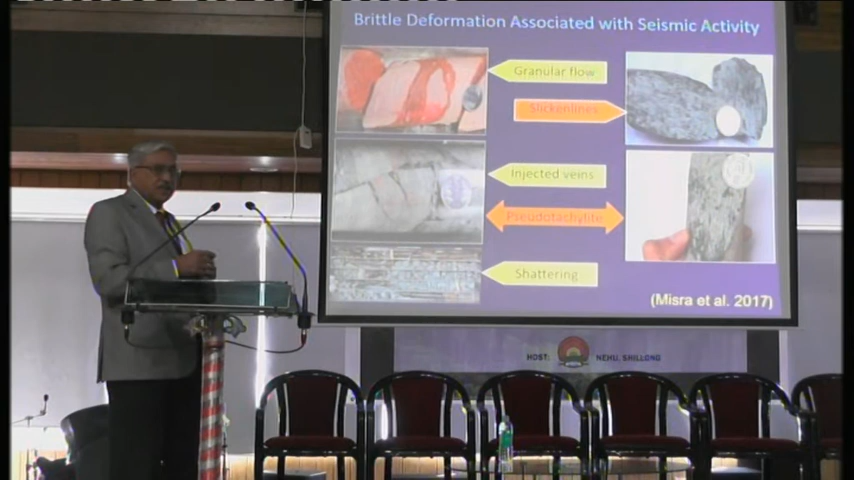 Brittle Deformation Associated with Seismic Activity
Granular flow
Slickenlines
Injected veins
Pseudotachylite
Shattering
(Misra et al. 2017)
HOST: NEHU, SHILLONG